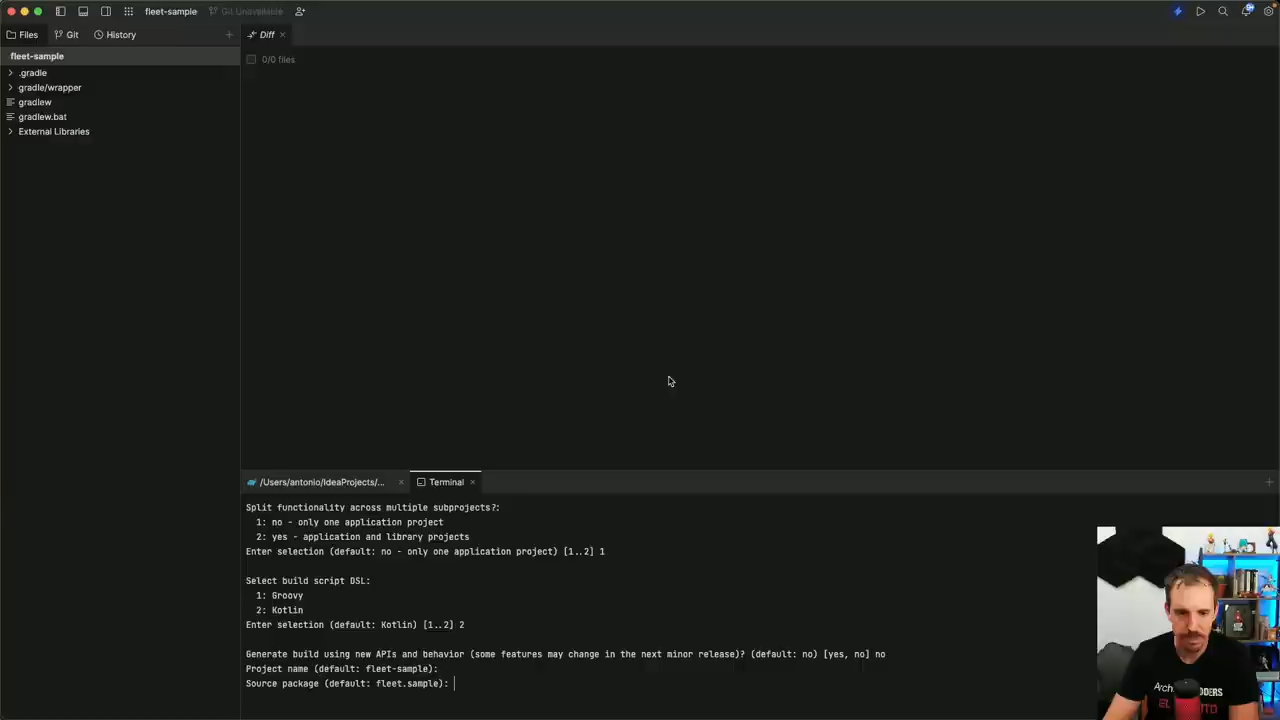 fleet-sample
Git Unavailable
Files
Git
History
Diff
fleet-sample
0/0 files
.gradle
gradle/wrapper
gradlew
gradlew.bat
External Libraries
/Users/antonio/IdeaProjects/...
Terminal
Split functionality across multiple subprojects?:
1: no - only one application project
2: yes - application and library projects
Enter selection (default: no - only one application project) [1..2] 1
Select build script DSL:
1: Groovy
2: Kotlin
Enter selection (default: Kotlin) [1..2] 2
Generate build using new APIs and behavior (some features may change in the next minor release)? (default: no) [yes, no] no
Project name (default: fleet-sample):
Source package (default: fleet.sample):